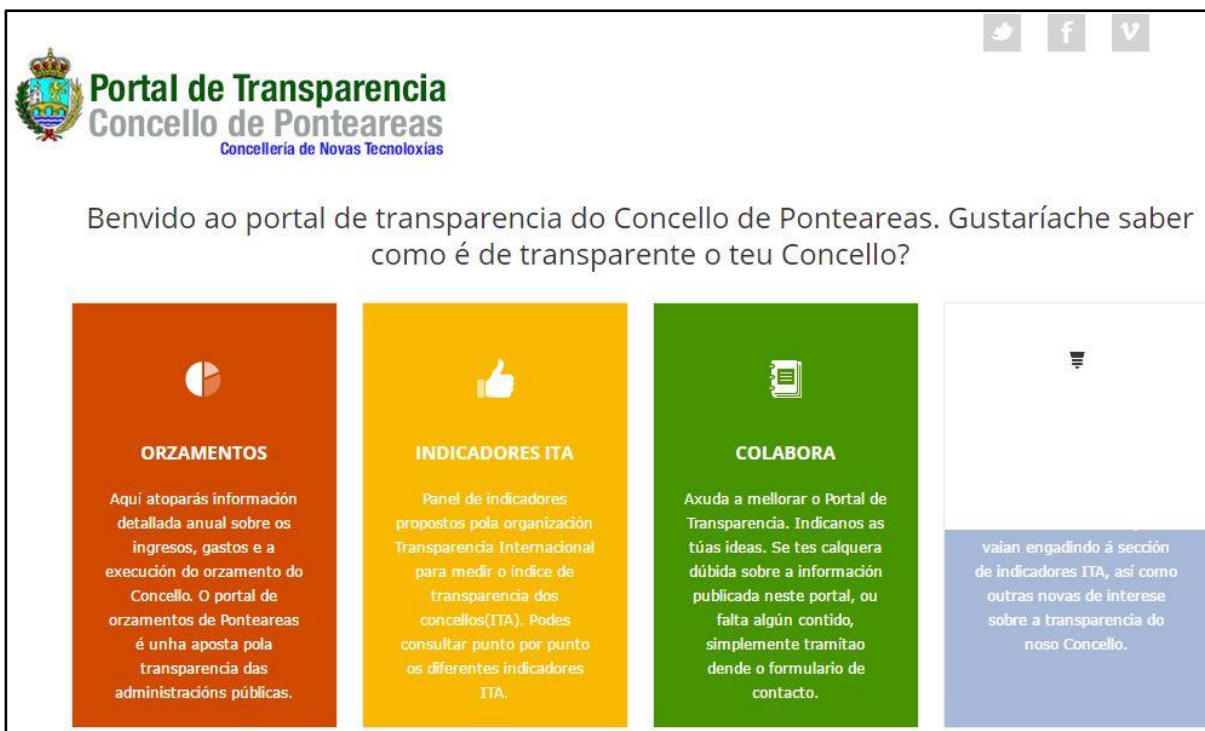 Portal de Transparencia
Concello de Ponteareas
Concellería de Novas Tecnoloxías
Benvido ao portal de transparencia do Concello de Ponteareas. Gustaríache saber
como é de transparente o teu Concello?
ORZAMENTOS
Aquí atoparás información
detallada anual sobre os
ingresos, gastos e a
execución do orzamento do
Concello. O portal de
orzamentos de Ponteareas
é unha aposta pola
transparencia das
administracións públicas.
INDICADORES ITA
Panel de indicadores
propostos pola organización
Transparencia Internacional
para medir o índice de
transparencia dos
concellos(ITA). Podes
consultar punto por punto
os diferentes indicadores
ITA.
COLABORA
Axuda a mellorar o Portal de
Transparencia. Indicanos as
túas ideas. Se tes calquera
dúbida sobre a información
publicada neste portal, ou
falta algún contido,
simplemente tramítao
dende o formulario de
contacto.
vaian engadindo á sección
de indicadores ITA, así como
outras novas de interese
sobre a transparencia do
noso Concello.